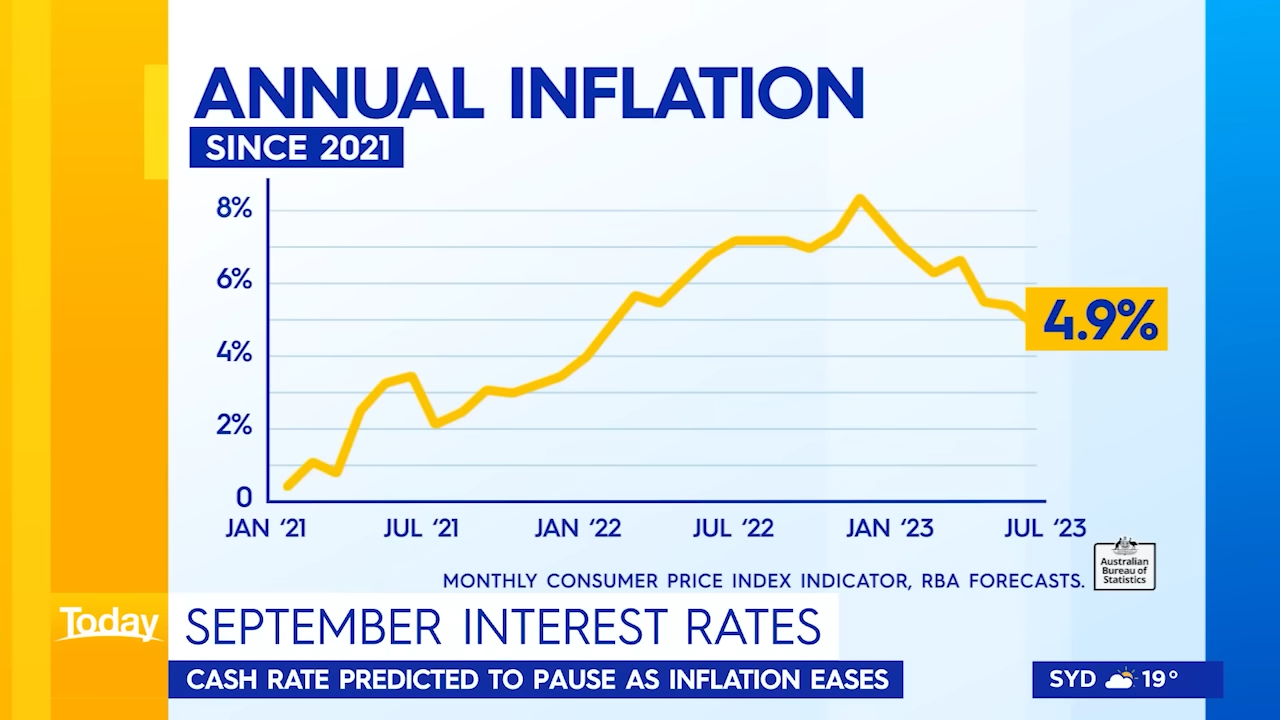 ANNUAL INFLATION
SINCE 2021
8%
6%
4%
2%
0
JAN ‘21 JUL ‘21 JAN ‘22 JUL ‘22 JAN ‘23 JUL ‘23
4.9%
MONTHLY CONSUMER PRICE INDEX INDICATOR, RBA FORECASTS.
Australian
Bureau of
Statistics
Today
SEPTEMBER INTEREST RATES
CASH RATE PREDICTED TO PAUSE AS INFLATION EASES
SYD 19°